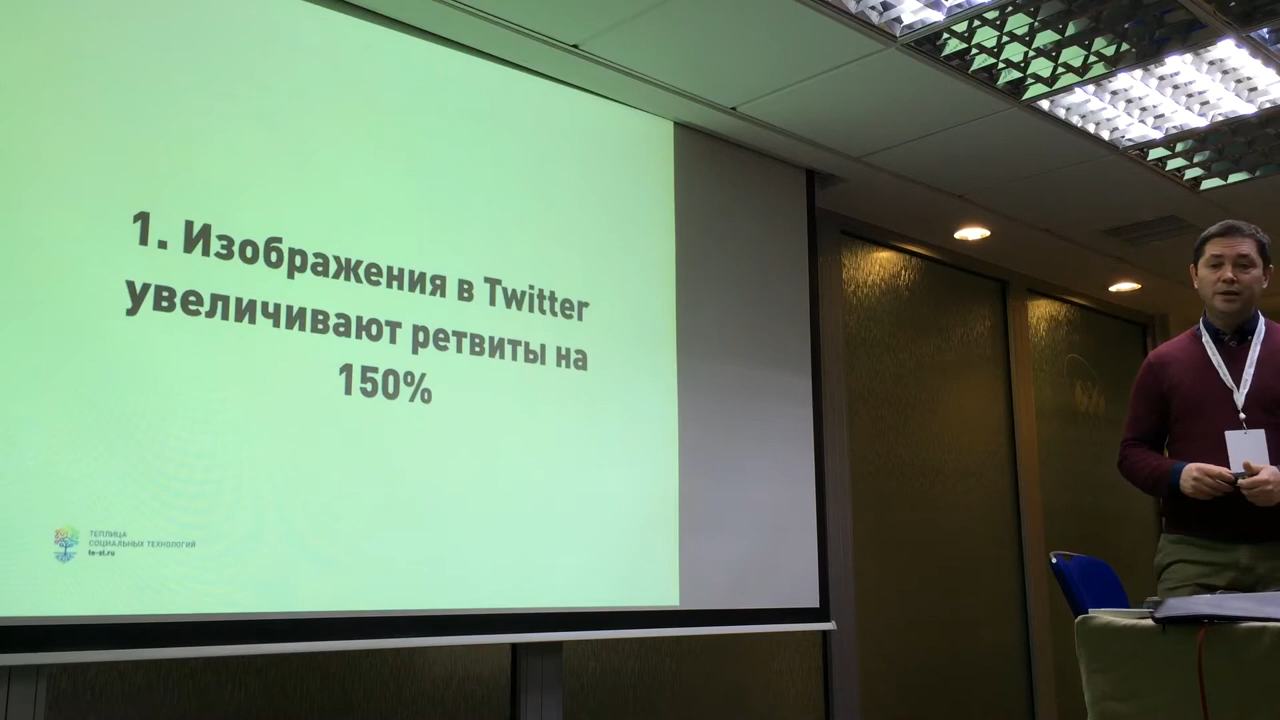 1. Изображения в Twitter
увеличивают ретвиты на
150%
ТЕПЛИЦА
СОЦИАЛЬНЫХ ТЕХНОЛОГИЙ
te-st.ru